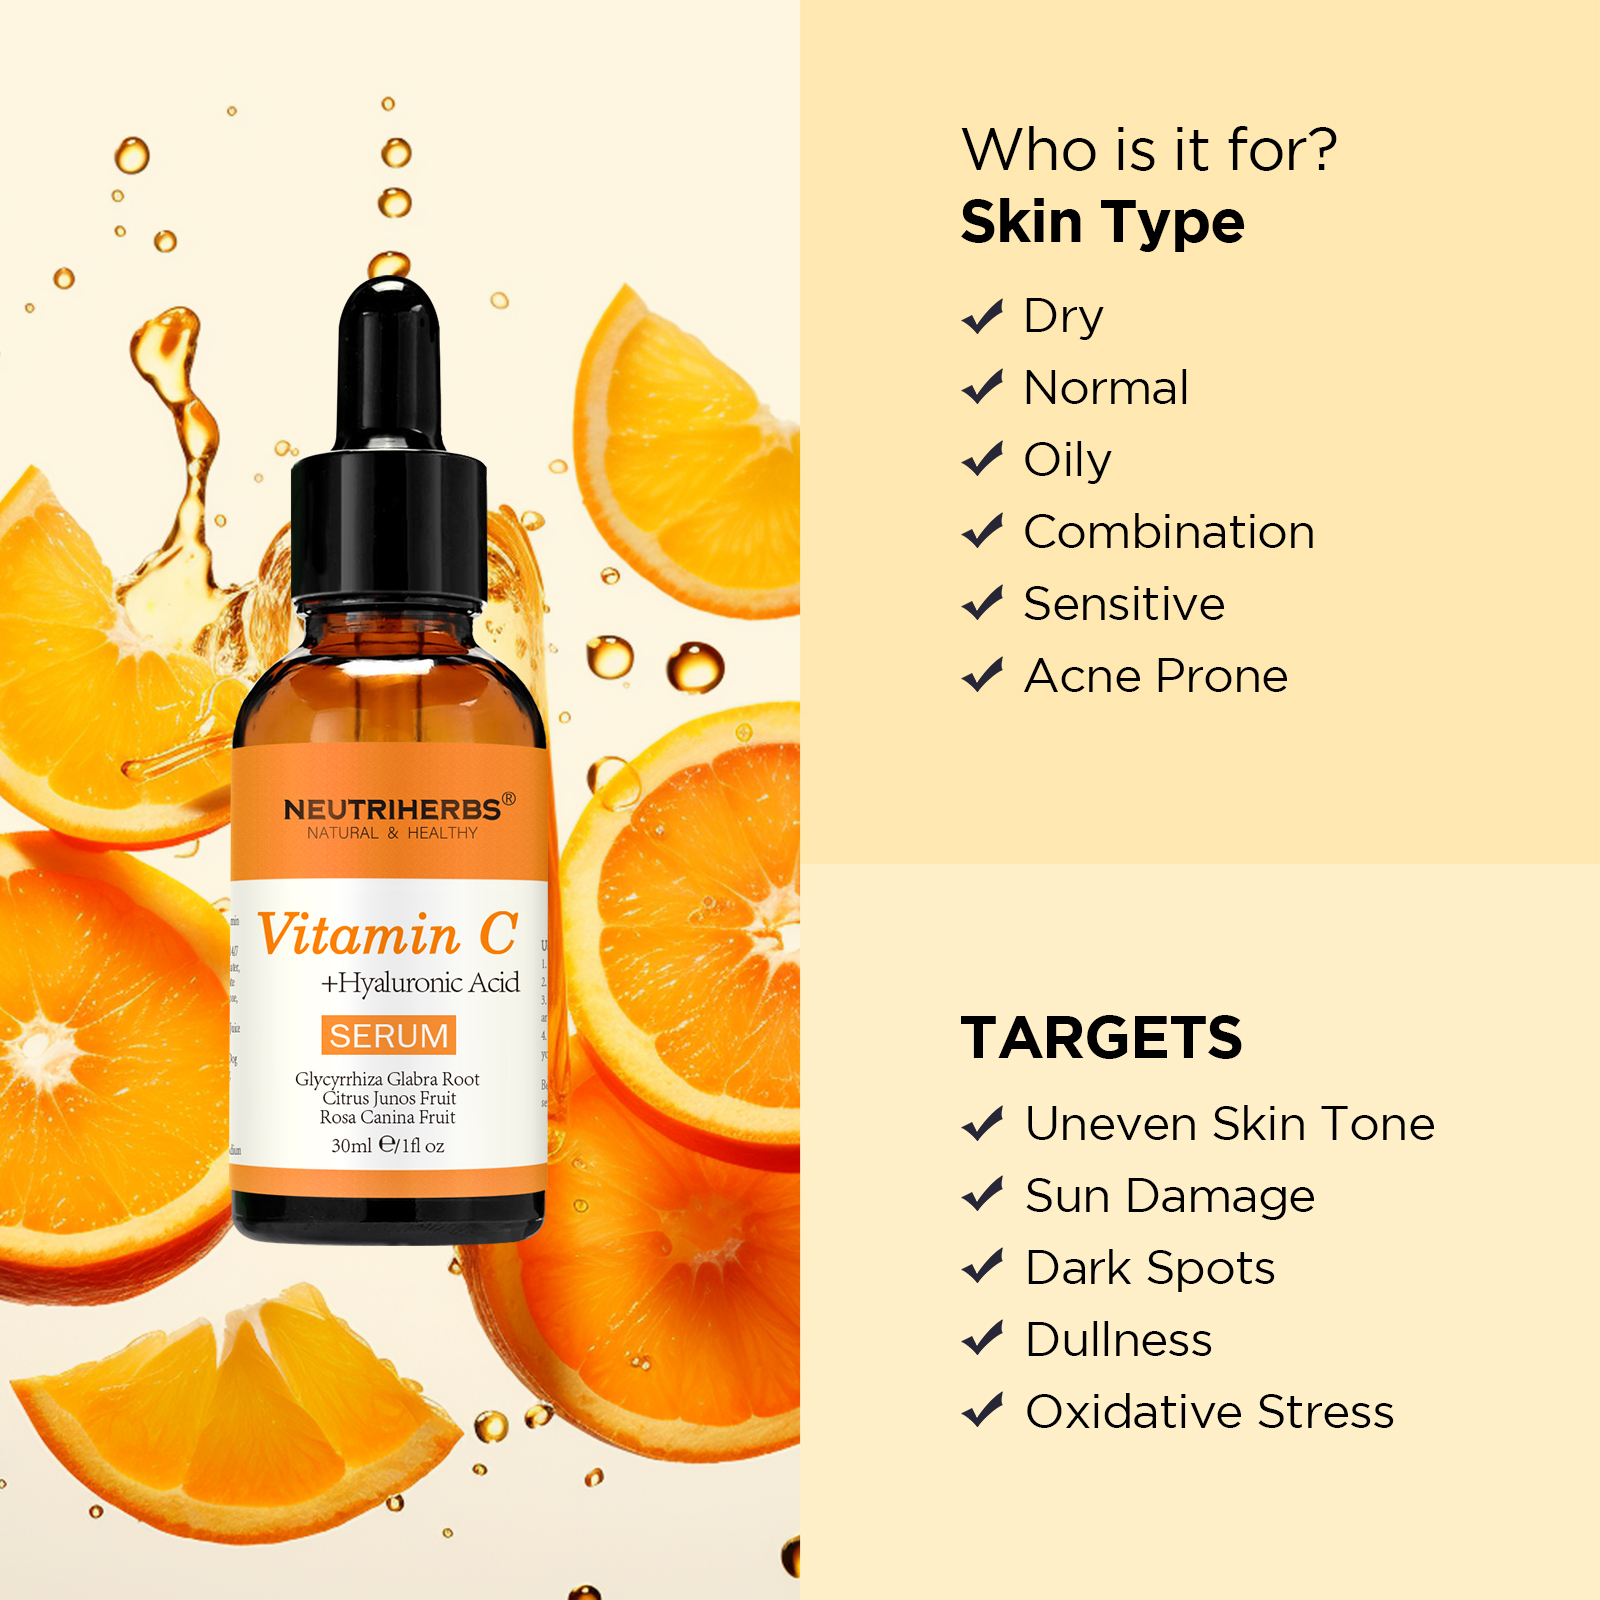 NEUTRIHERBS®
NATURAL & HEALTHY
Vitamin C
+Hyaluronic Acid
SERUM
Glycyrrhiza Glabra Root
Citrus Junos Fruit
Rosa Canina Fruit
30ml ℮/1fl oz
Who is it for?
Skin Type
Dry
Normal
Oily
Combination
Sensitive
Acne Prone
TARGETS
Uneven Skin Tone
Sun Damage
Dark Spots
Dullness
Oxidative Stress